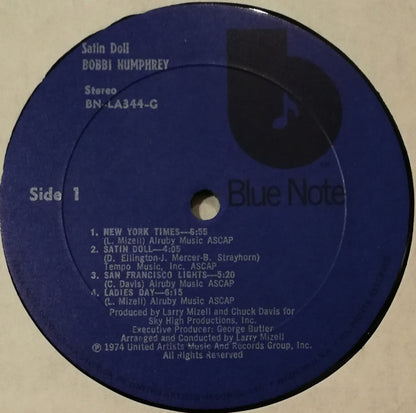 Satin Doll
BOBBI HUMPHREY
Stereo
BN-LA344-G
Side 1
Blue Note
1. NEW YORK TIMES—6:55
(L. Mizell) Alruby Music ASCAP
2. SATIN DOLL—4:05
(D. Ellington-J. Mercer-B. Strayhorn)
Tempo Music, Inc. ASCAP
3. SAN FRANCISCO LIGHTS—5:20
(C. Davis) Alruby Music ASCAP
4. LADIES DAY—6:15
(L. Mizell) Alruby Music ASCAP
Produced by Larry Mizell and Chuck Davis for
Sky High Productions, Inc.
Executive Producer: George Butler
Arranged and Conducted by Larry Mizell
℗ 1974 United Artists Music And Records Group, Inc.
All Rights Reserved